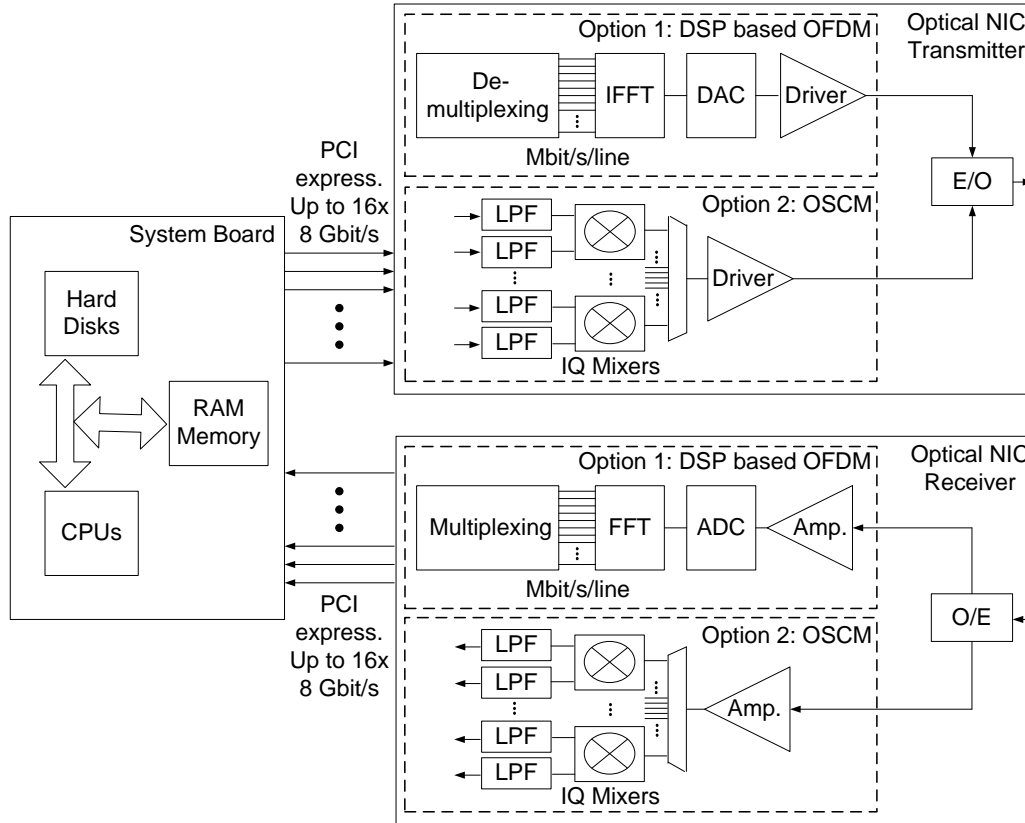 Option 1: DSP based OFDM
Optical NIC
Transmitter
De-
multiplexing
IFFT
DAC
Driver
Mbit/s/line
E/O
PCI
express.
Up to 16x
8 Gbit/s
Option 2: OSCM
LPF
LPF
LPF
LPF
Driver
IQ Mixers
System Board
Hard
Disks
RAM
Memory
CPUs
Option 1: DSP based OFDM
Optical NIC
Receiver
Multiplexing
FFT
ADC
Amp.
Mbit/s/line
O/E
PCI
express.
Up to 16x
8 Gbit/s
Option 2: OSCM
LPF
LPF
LPF
LPF
Amp.
IQ Mixers